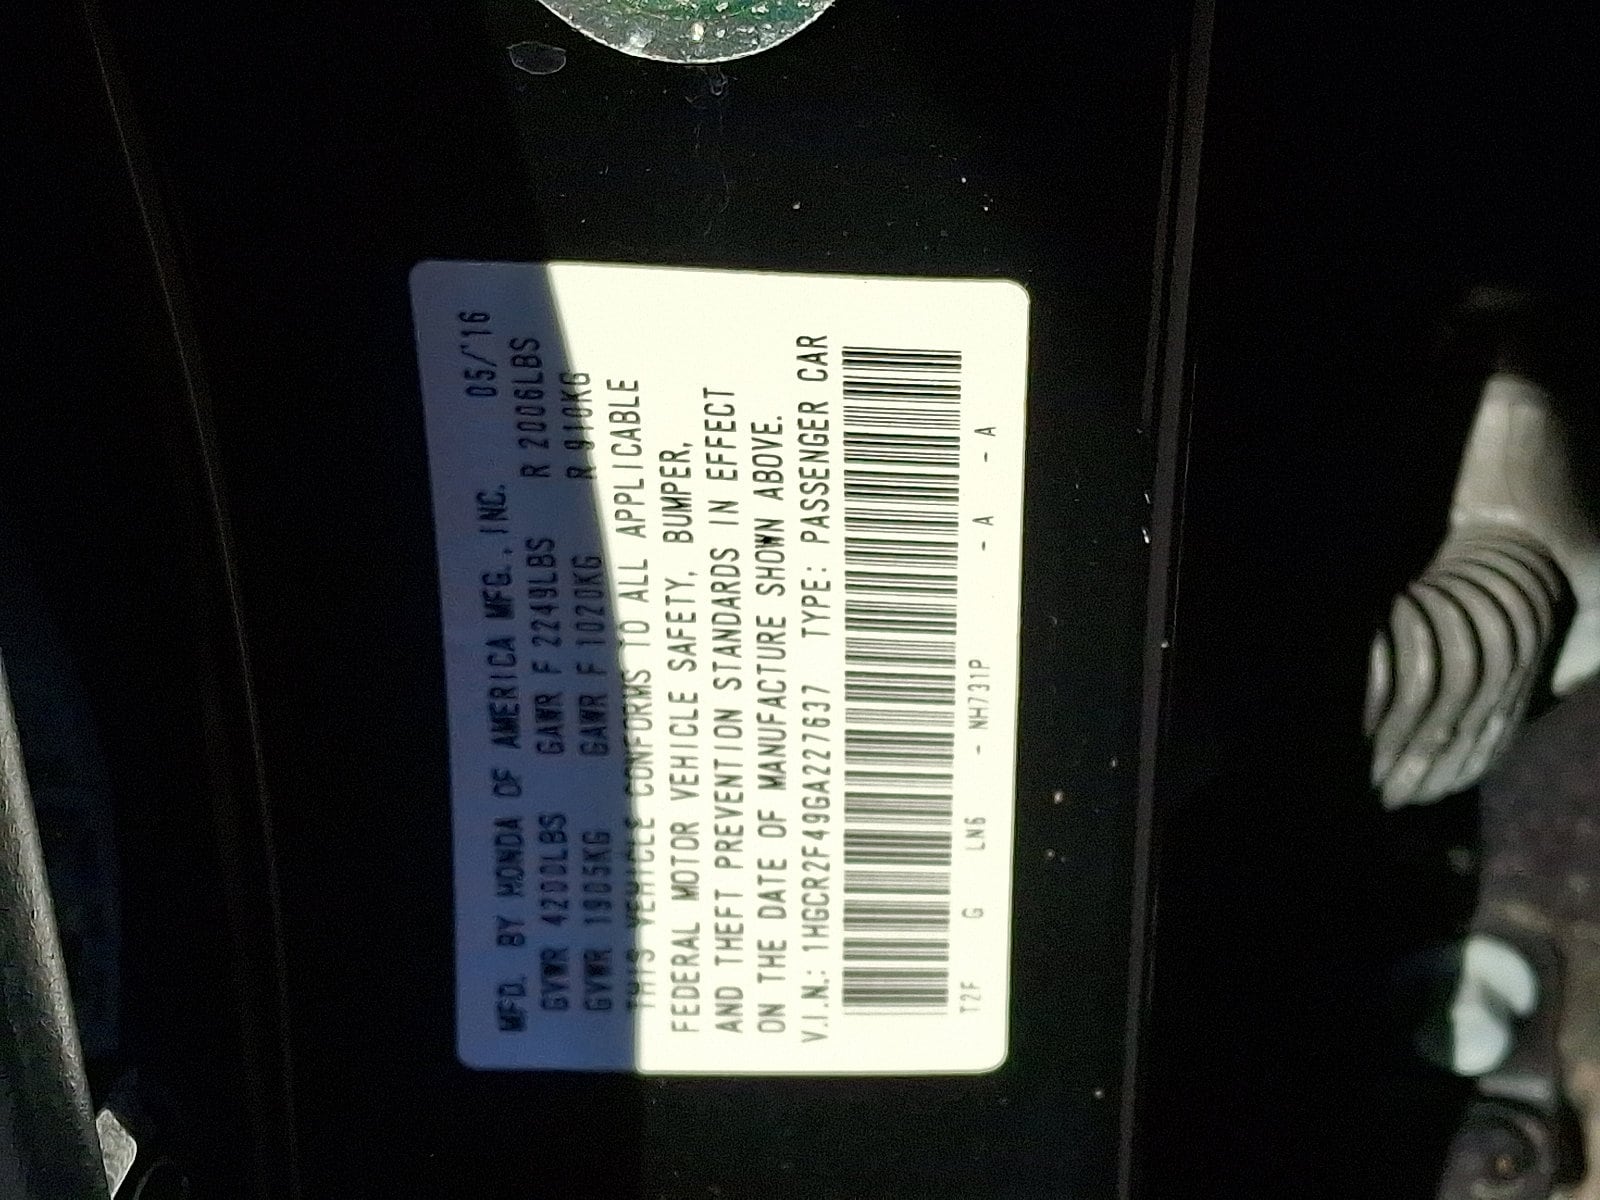 MFD. BY HONDA OF AMERICA MFG., INC. 05/'16
GVWR 4200LBS GAWR F 2249LBS R 2006LBS
GVWR 1905KG GAWR F 1020KG R 910KG
THIS VEHICLE CONFORMS TO ALL APPLICABLE
FEDERAL MOTOR VEHICLE SAFETY, BUMPER,
AND THEFT PREVENTION STANDARDS IN EFFECT
ON THE DATE OF MANUFACTURE SHOWN ABOVE.
V.I.N.: 1HGCR2F49GA227637 TYPE: PASSENGER CAR
T2F G LN6 - NH731P - A - A